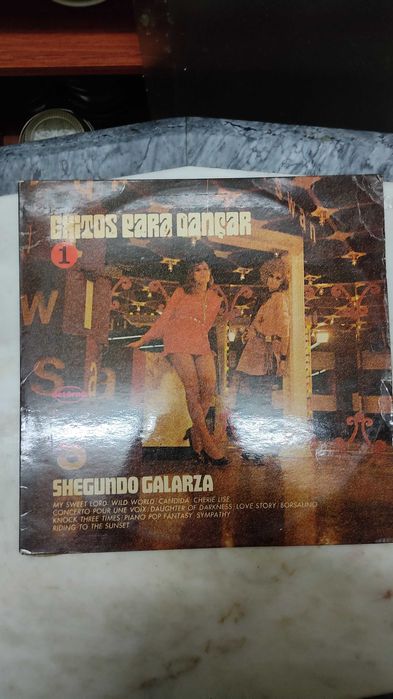 EXITOS PARA DANÇAR
1
SHEGUNDO GALARZA
MY SWEET LORD | WILD WORLD | CANDIDA | CHERIE LISE
CONCERTO POUR UNE VOIX | DAUGHTER OF DARKNESS | LOVE STORY | BORSALINO
KNOCK THREE TIMES | PIANO POP FANTASY | SYMPATHY
RIDING TO THE SUNSET